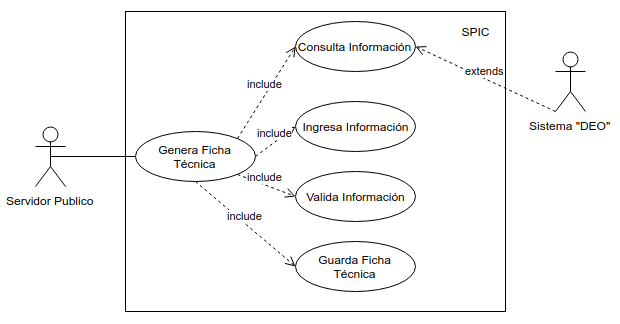 SPIC
Consulta Información
extends
include
Sistema "DEO"
Ingresa Información
include
Genera Ficha
Técnica
include
Valida Información
Servidor Publico
include
Guarda Ficha
Técnica